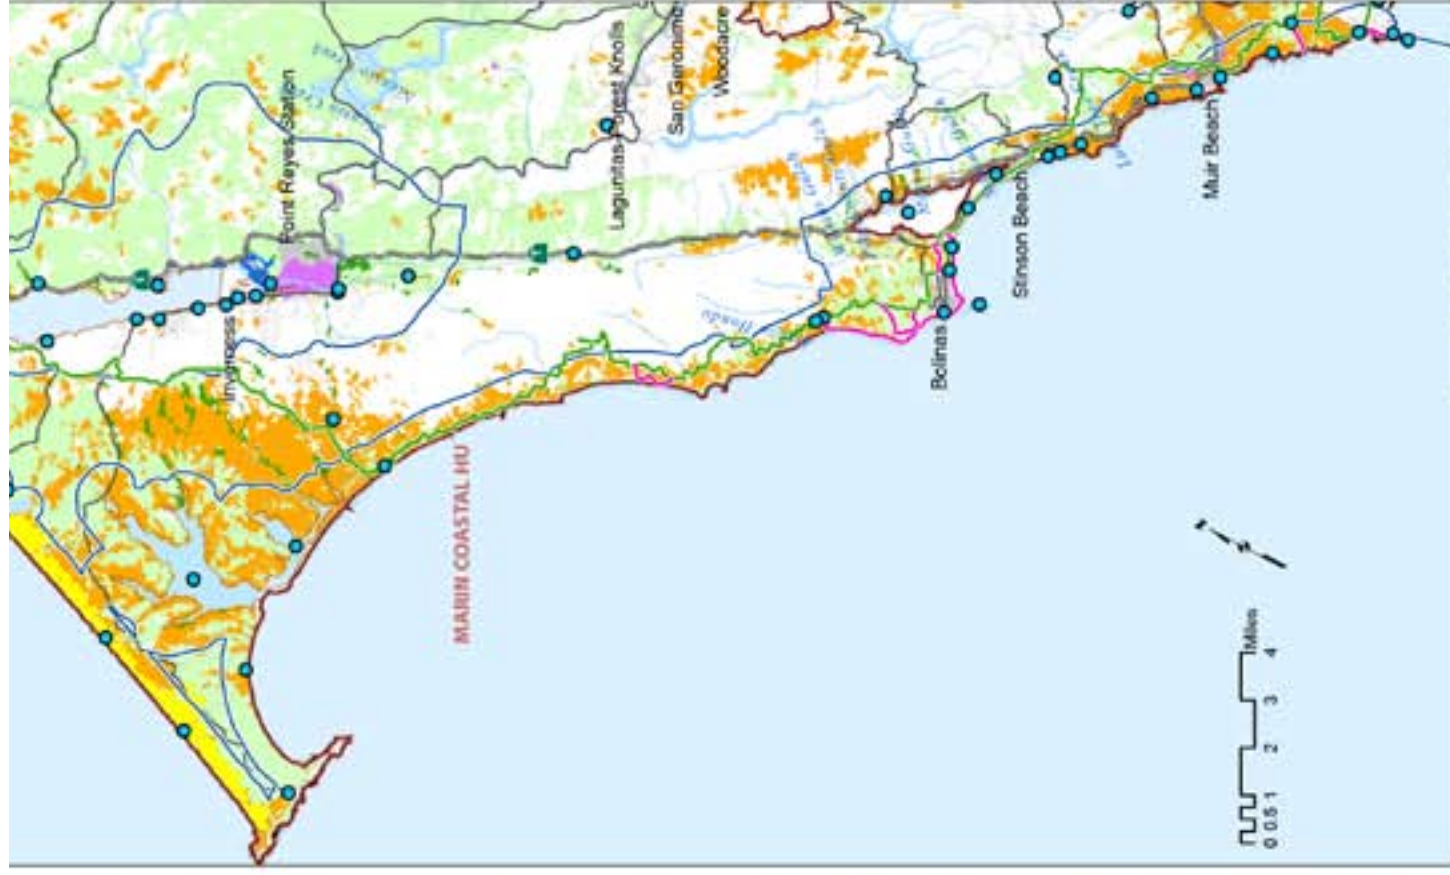 Point Reyes Station
Inverness
Lagunitas-Forest Knolls
San Geronimo
Woodacre
Stinson Beach
Bolinas
Muir Beach
MARIN COASTAL HU
Hondo
N
S
Miles
0 0.5 1 2 3 4